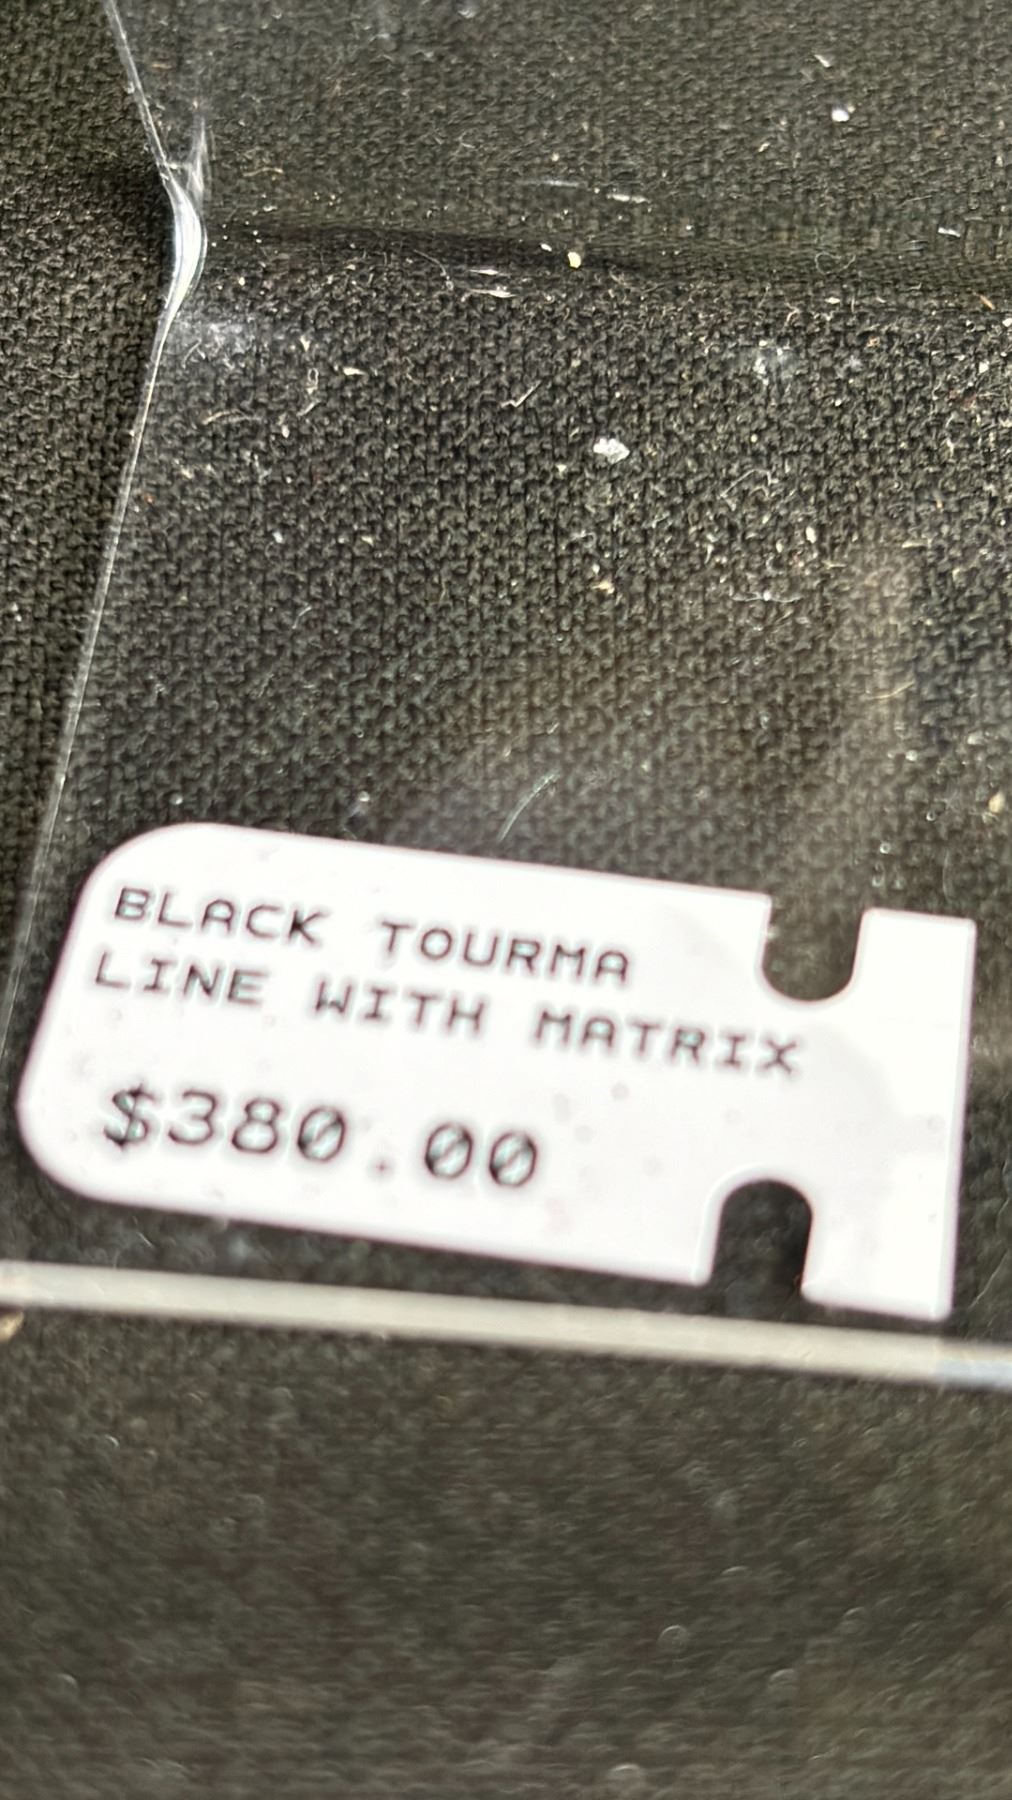 BLACK TOURMA
LINE WITH MATRIX
$380.00